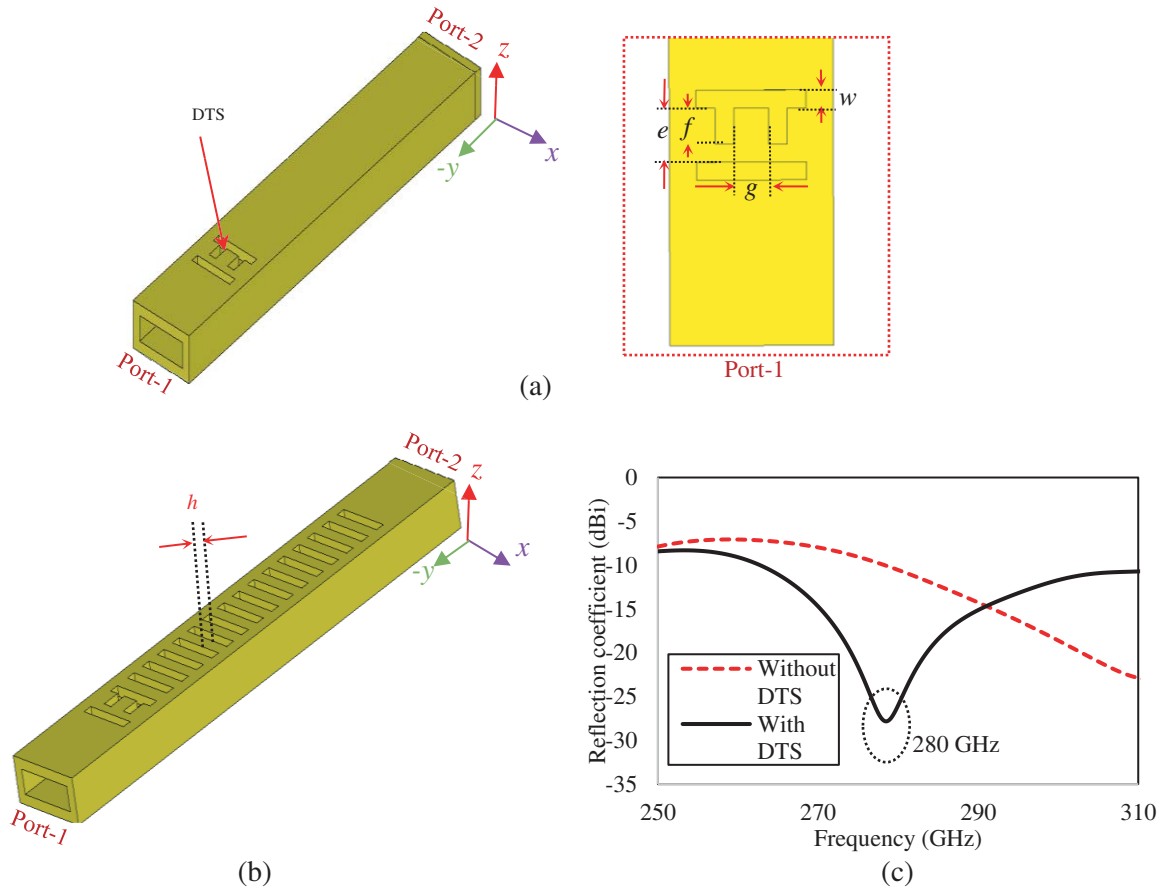 Port-2
z
DTS
x
-y
Port-1
w
e
f
g
Port-1
(a)
Port-2
z
h
x
-y
Port-1
(b)
Reflection coefficient (dBi)
0
-5
-10
-15
-20
-25
-30
-35
Without
DTS
With
DTS
280 GHz
250
270
290
310
Frequency (GHz)
(c)